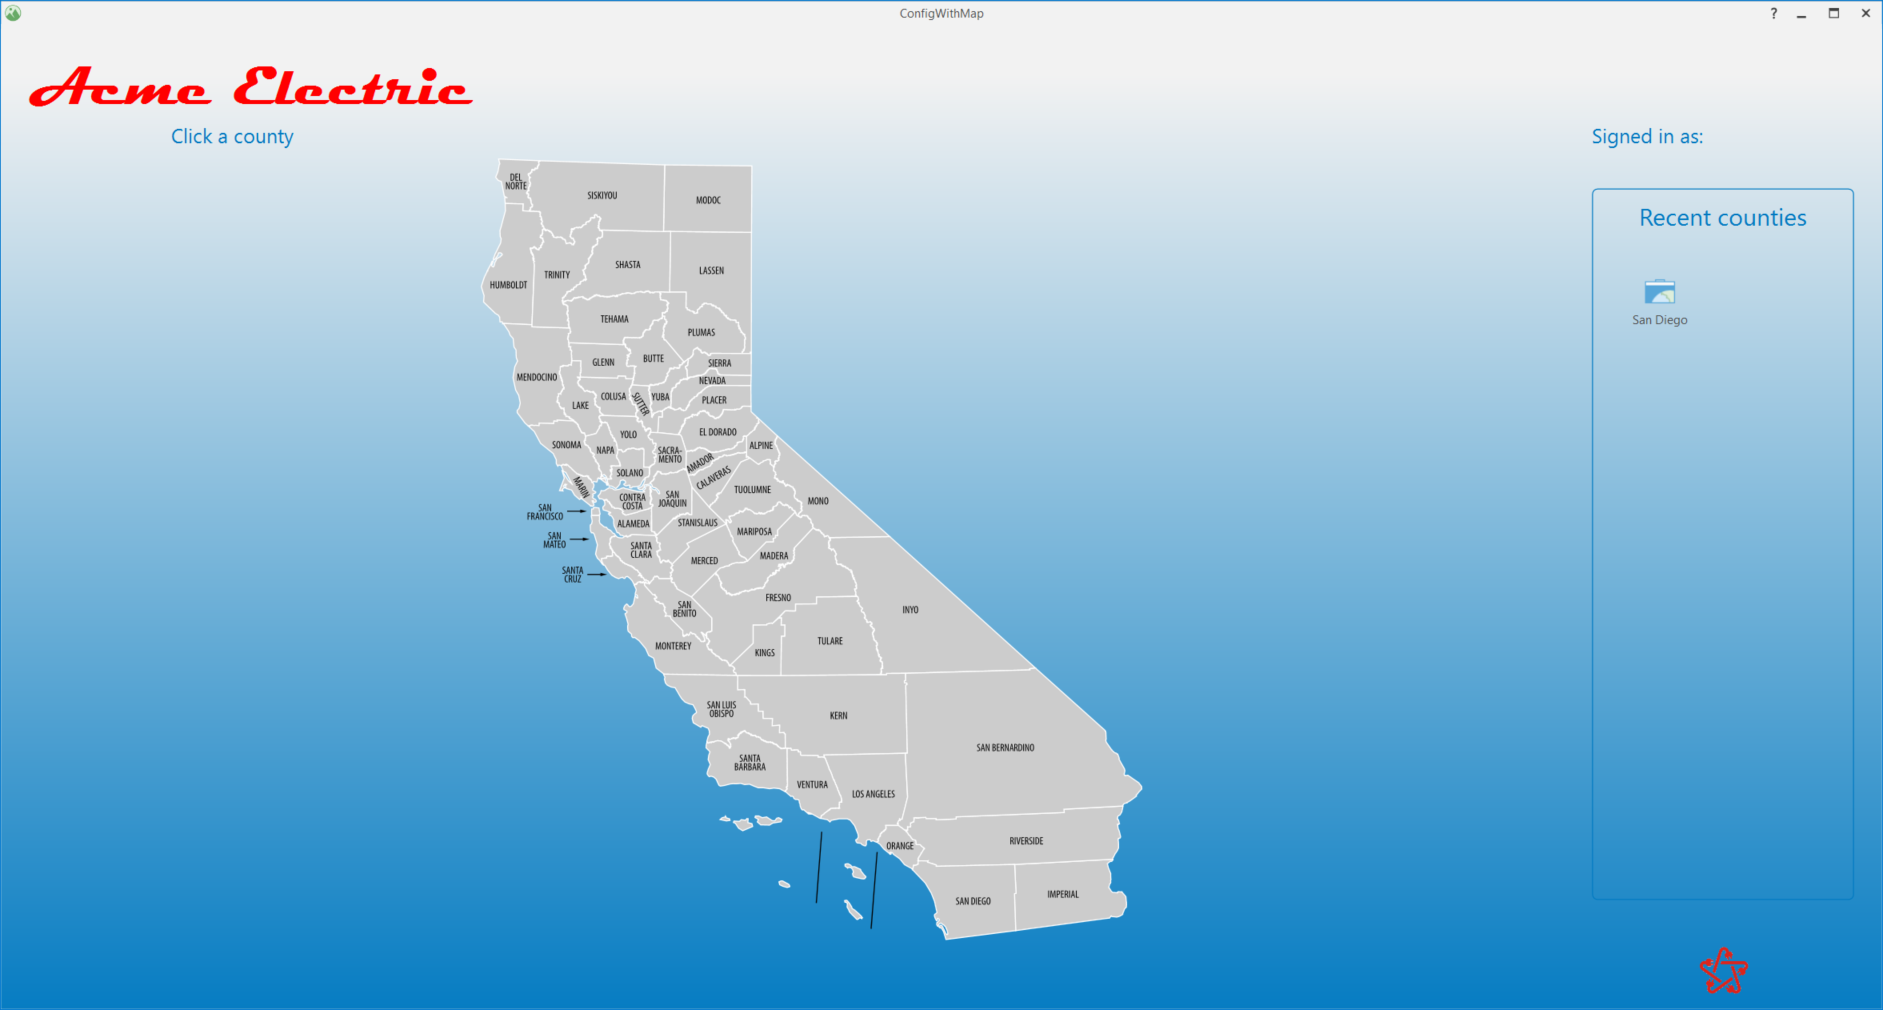 ConfigWithMap
?
Acme Electric
Click a county
Signed in as:
Recent counties
San Diego
DEL
NORTE
SISKIYOU
MODOC
HUMBOLDT
TRINITY
SHASTA
LASSEN
TEHAMA
PLUMAS
MENDOCINO
GLENN
BUTTE
SIERRA
NEVADA
LAKE
COLUSA
SUTTER
YUBA
PLACER
SONOMA
NAPA
YOLO
SACRA-
MENTO
EL DORADO
ALPINE
AMADOR
CALAVERAS
SOLANO
MARIN
CONTRA
COSTA
SAN
JOAQUIN
TUOLUMNE
MONO
SAN
FRANCISCO
ALAMEDA
STANISLAUS
MARIPOSA
SAN
MATEO
SANTA
CLARA
MERCED
MADERA
SANTA
CRUZ
SAN
BENITO
FRESNO
INYO
MONTEREY
KINGS
TULARE
SAN LUIS
OBISPO
KERN
SAN BERNARDINO
SANTA
BARBARA
VENTURA
LOS ANGELES
ORANGE
RIVERSIDE
SAN DIEGO
IMPERIAL